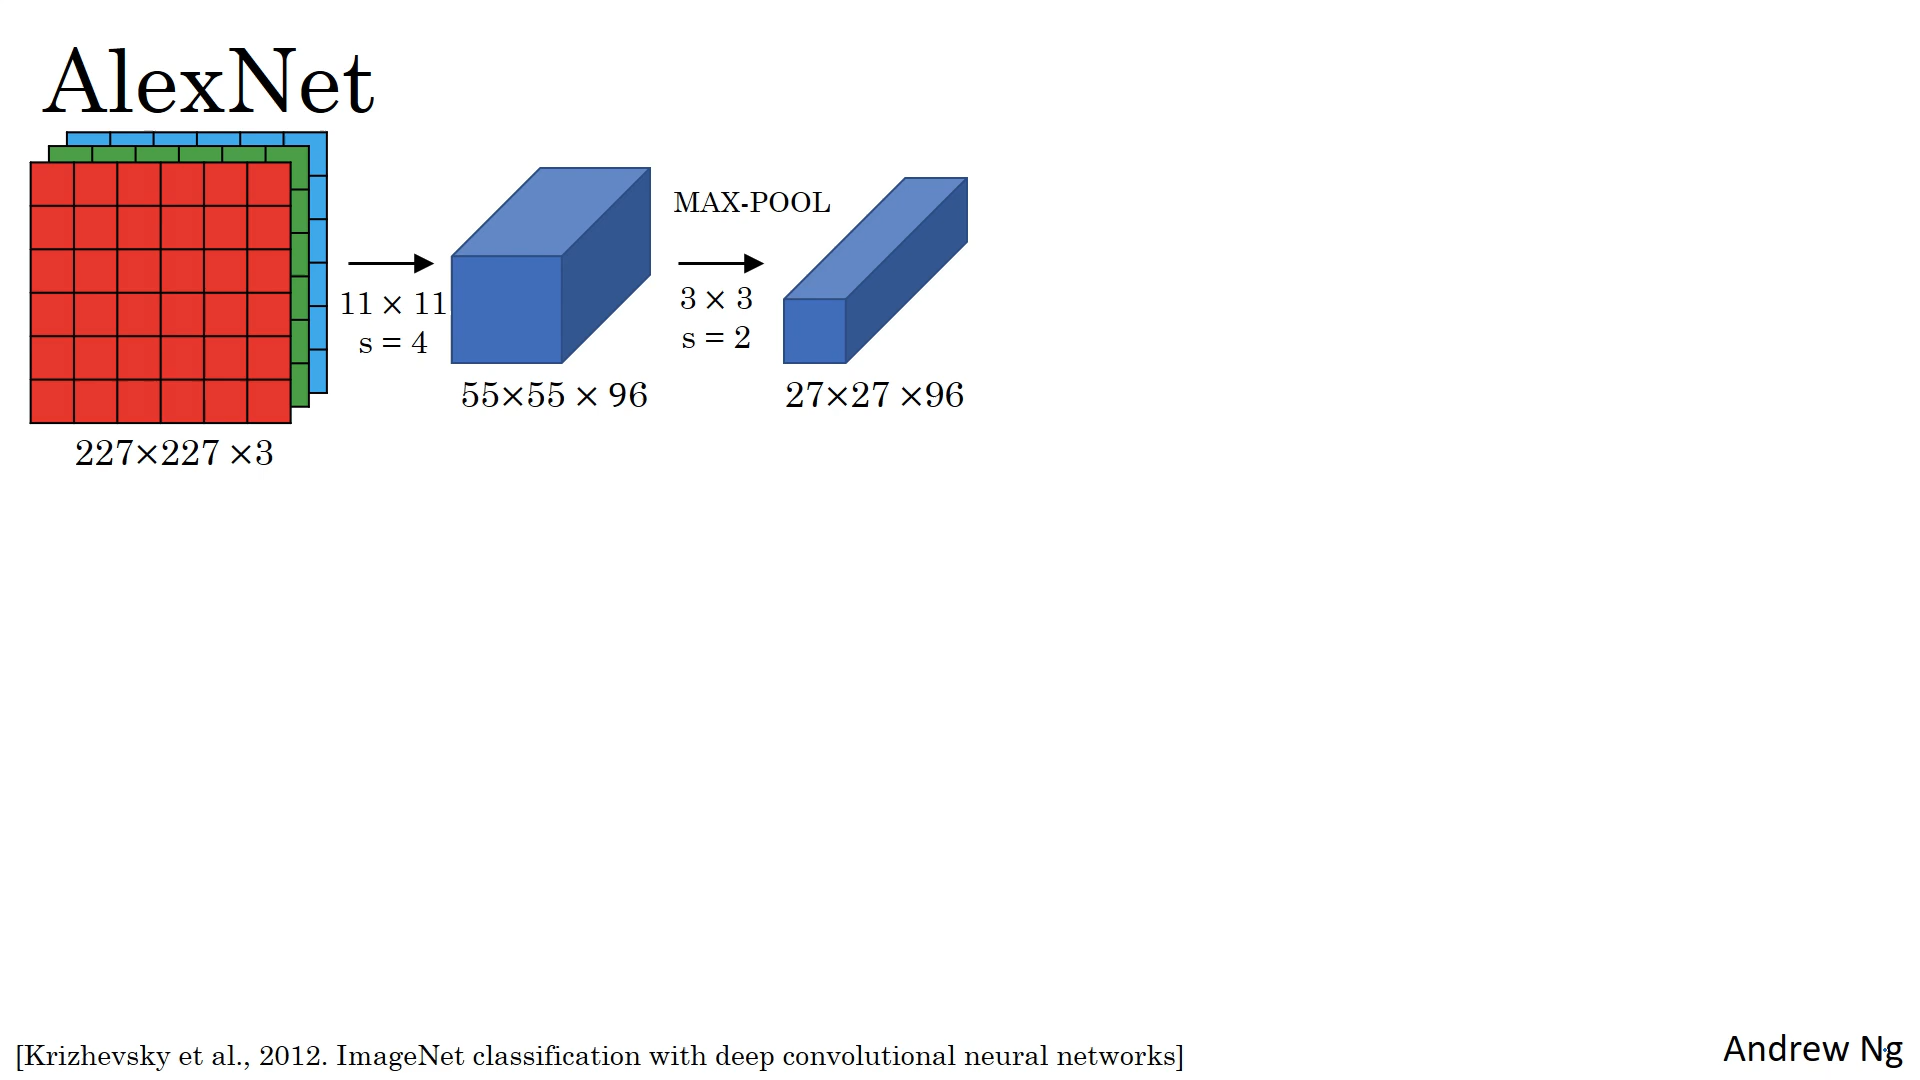 AlexNet
MAX-POOL
11 × 11
s = 4
3 × 3
s = 2
55×55 × 96
27×27 ×96
227×227 ×3
[Krizhevsky et al., 2012. ImageNet classification with deep convolutional neural networks]
Andrew Ng